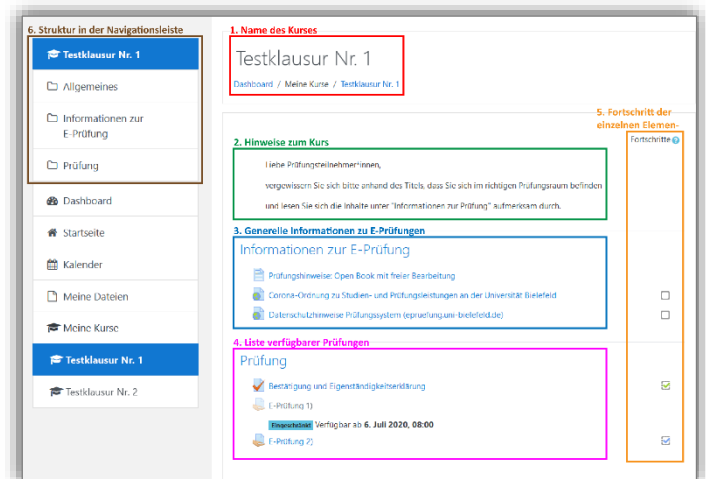 6. Struktur in der Navigationsleiste
Testklausur Nr. 1
Allgemeines
Informationen zur
E-Prüfung
Prüfung
Dashboard
Startseite
Kalender
Meine Dateien
Meine Kurse
Testklausur Nr. 1
Testklausur Nr. 2
1. Name des Kurses
Testklausur Nr. 1
Dashboard / Meine Kurse / Testklausur Nr. 1
5. Fortschritt der
einzelnen Elemen-
Fortschritte
2. Hinweise zum Kurs
Liebe Prüfungsteilnehmer*innen,
vergewissern Sie sich bitte anhand des Titels, dass Sie sich im richtigen Prüfungsraum befinden
und lesen Sie sich die Inhalte unter "Informationen zur Prüfung" aufmerksam durch.
3. Generelle Informationen zu E-Prüfungen
Informationen zur E-Prüfung
Prüfungshinweise: Open Book mit freier Bearbeitung
Corona-Ordnung zu Studien- und Prüfungsleistungen an der Universität Bielefeld
Datenschutzhinweise Prüfungssystem (epruefung.uni-bielefeld.de)
4. Liste verfügbarer Prüfungen
Prüfung
Bestätigung und Eigenständigkeitserklärung
E-Prüfung 1)
Eingeschränkt Verfügbar ab 6. Juli 2020, 08:00
E-Prüfung 2)